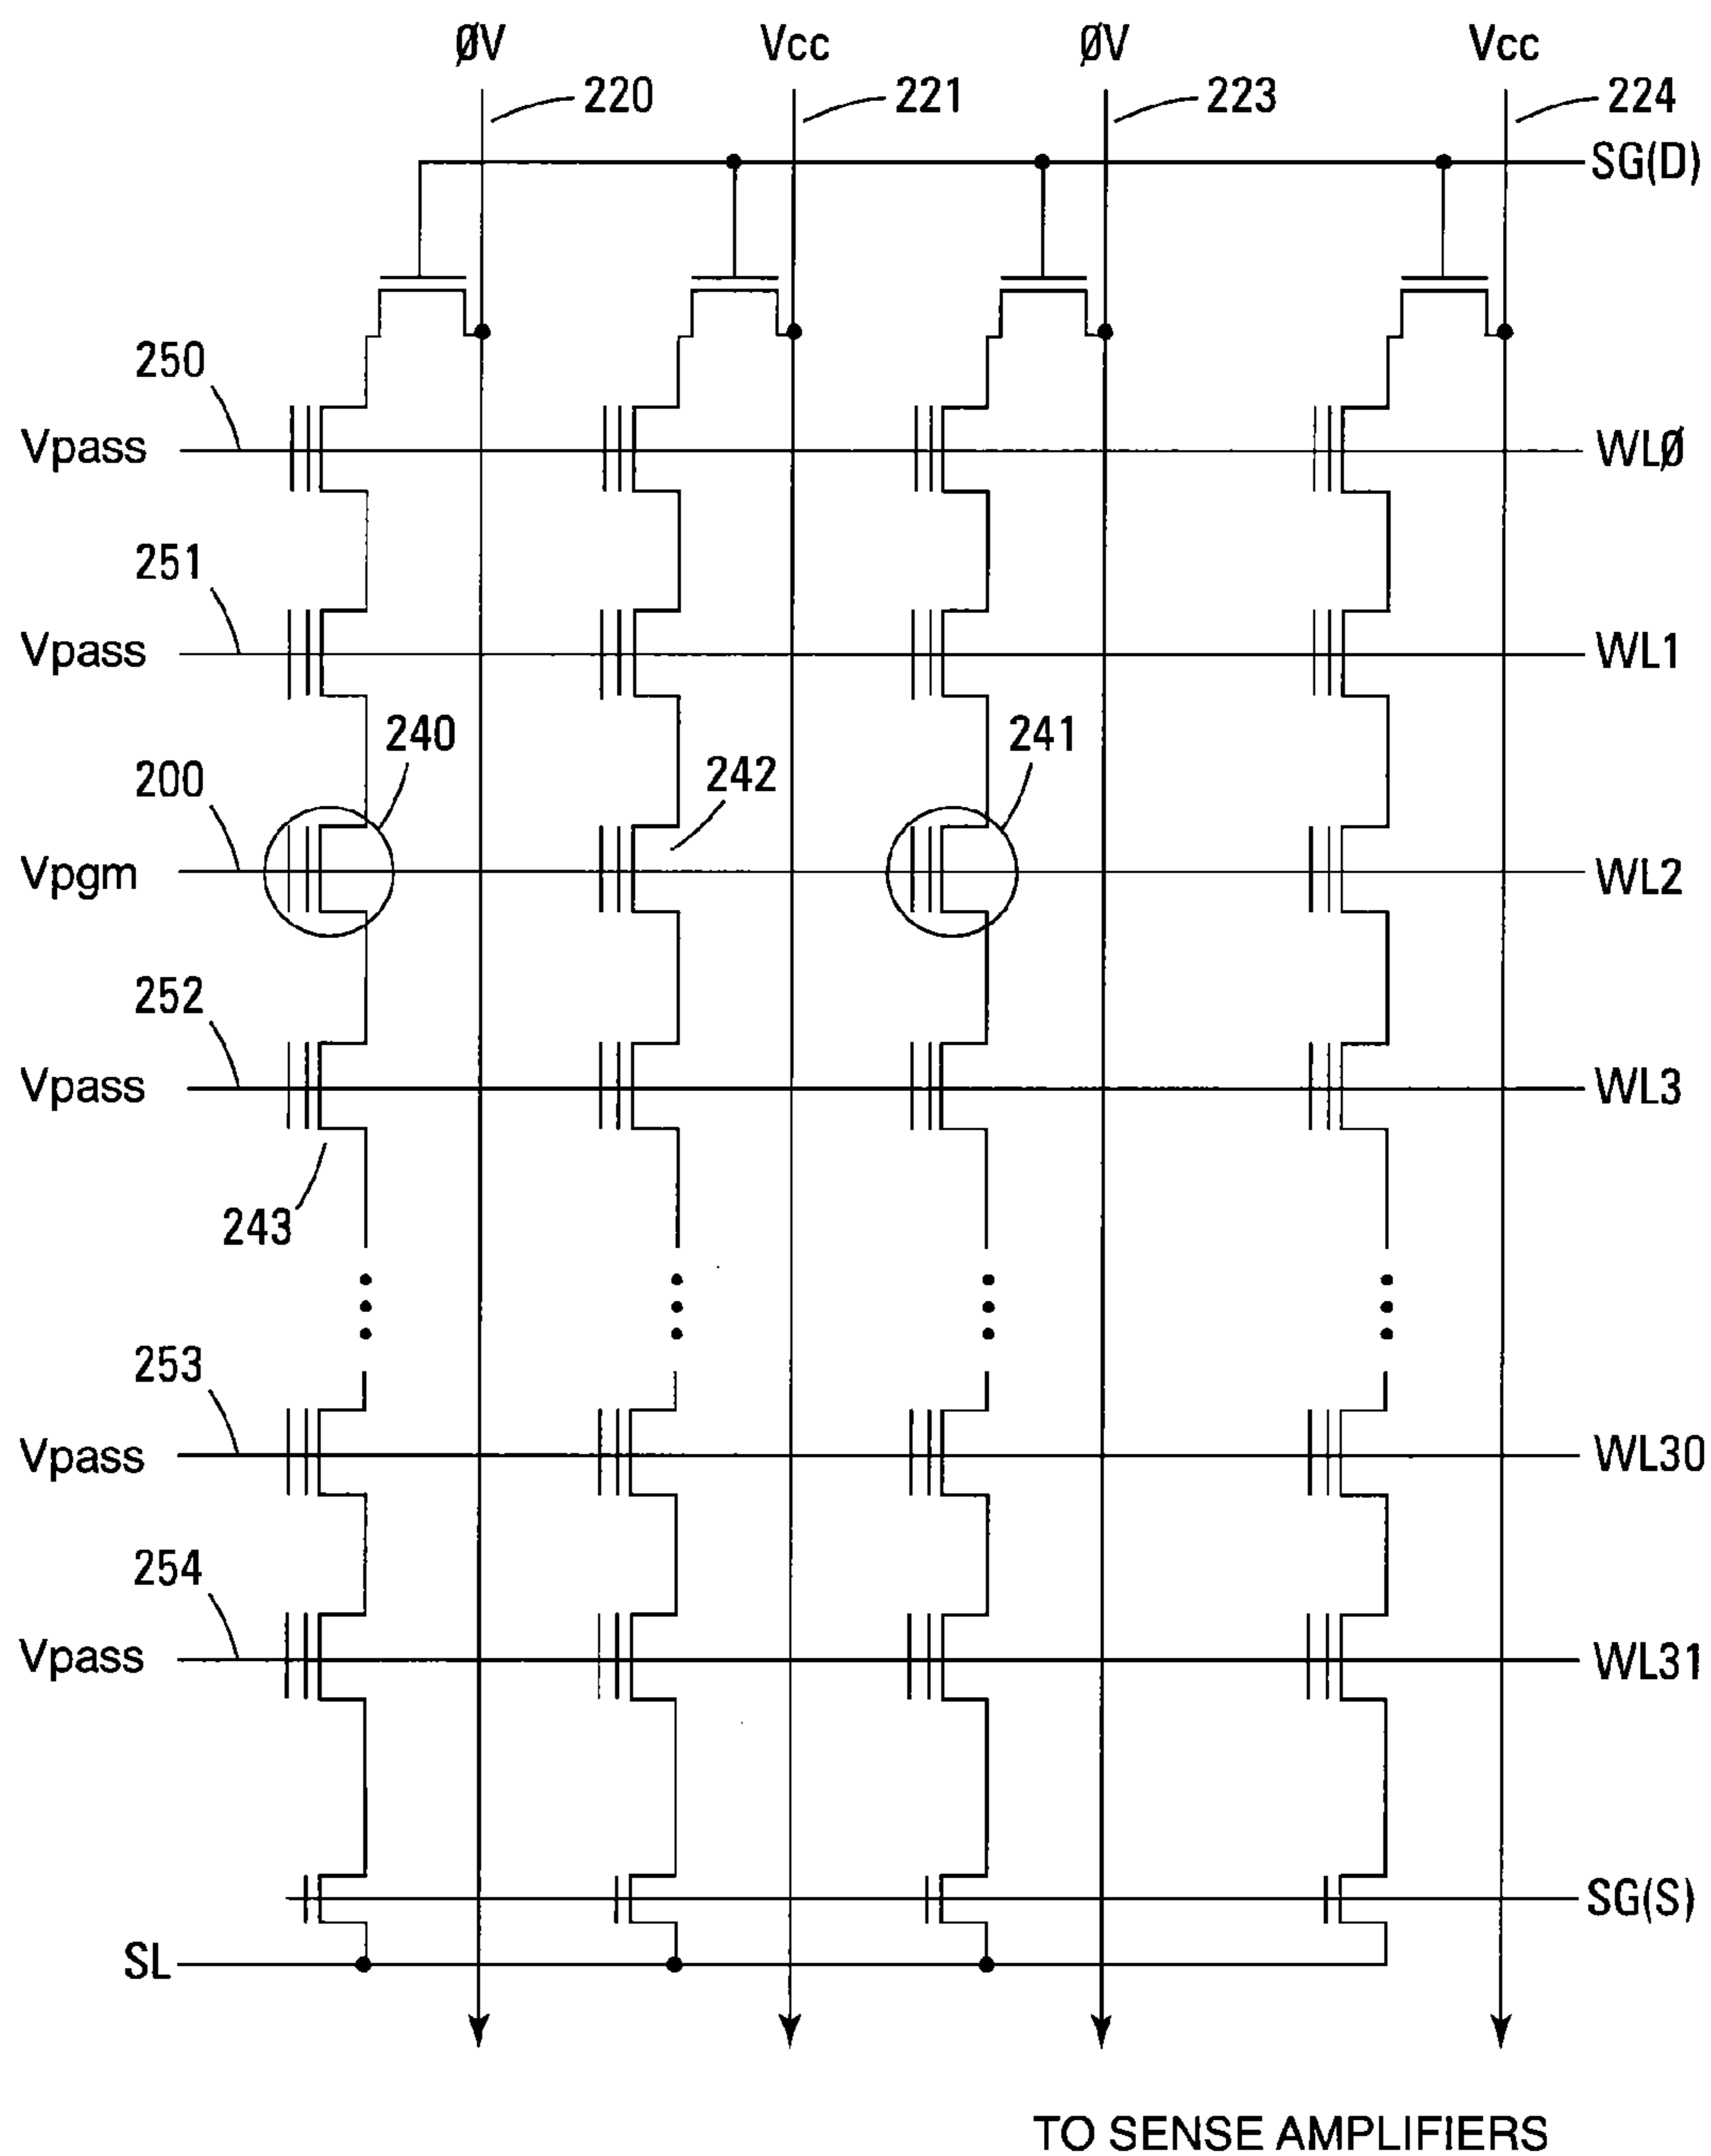 ØV Vcc ØV Vcc
220 221 223 224
SG(D)
250
Vpass WLØ
251
Vpass WL1
240 242 241
200
Vpgm WL2
252
Vpass WL3
243
253
Vpass WL30
254
Vpass WL31
SG(S)
SL
TO SENSE AMPLIFIERS